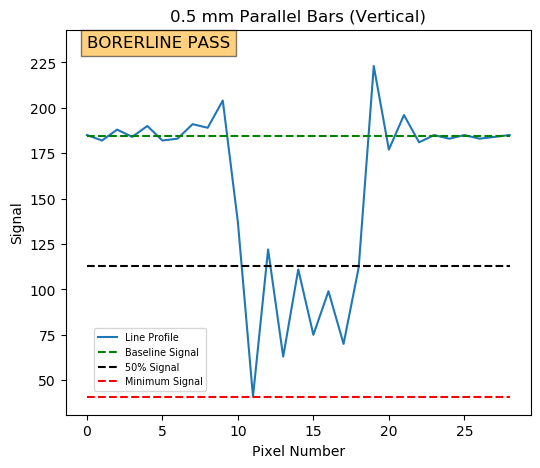 0.5 mm Parallel Bars (Vertical)
BORERLINE PASS
225
200
175
150
125
100
75
50
Signal
Line Profile
Baseline Signal
50% Signal
Minimum Signal
0 5 10 15 20 25
Pixel Number